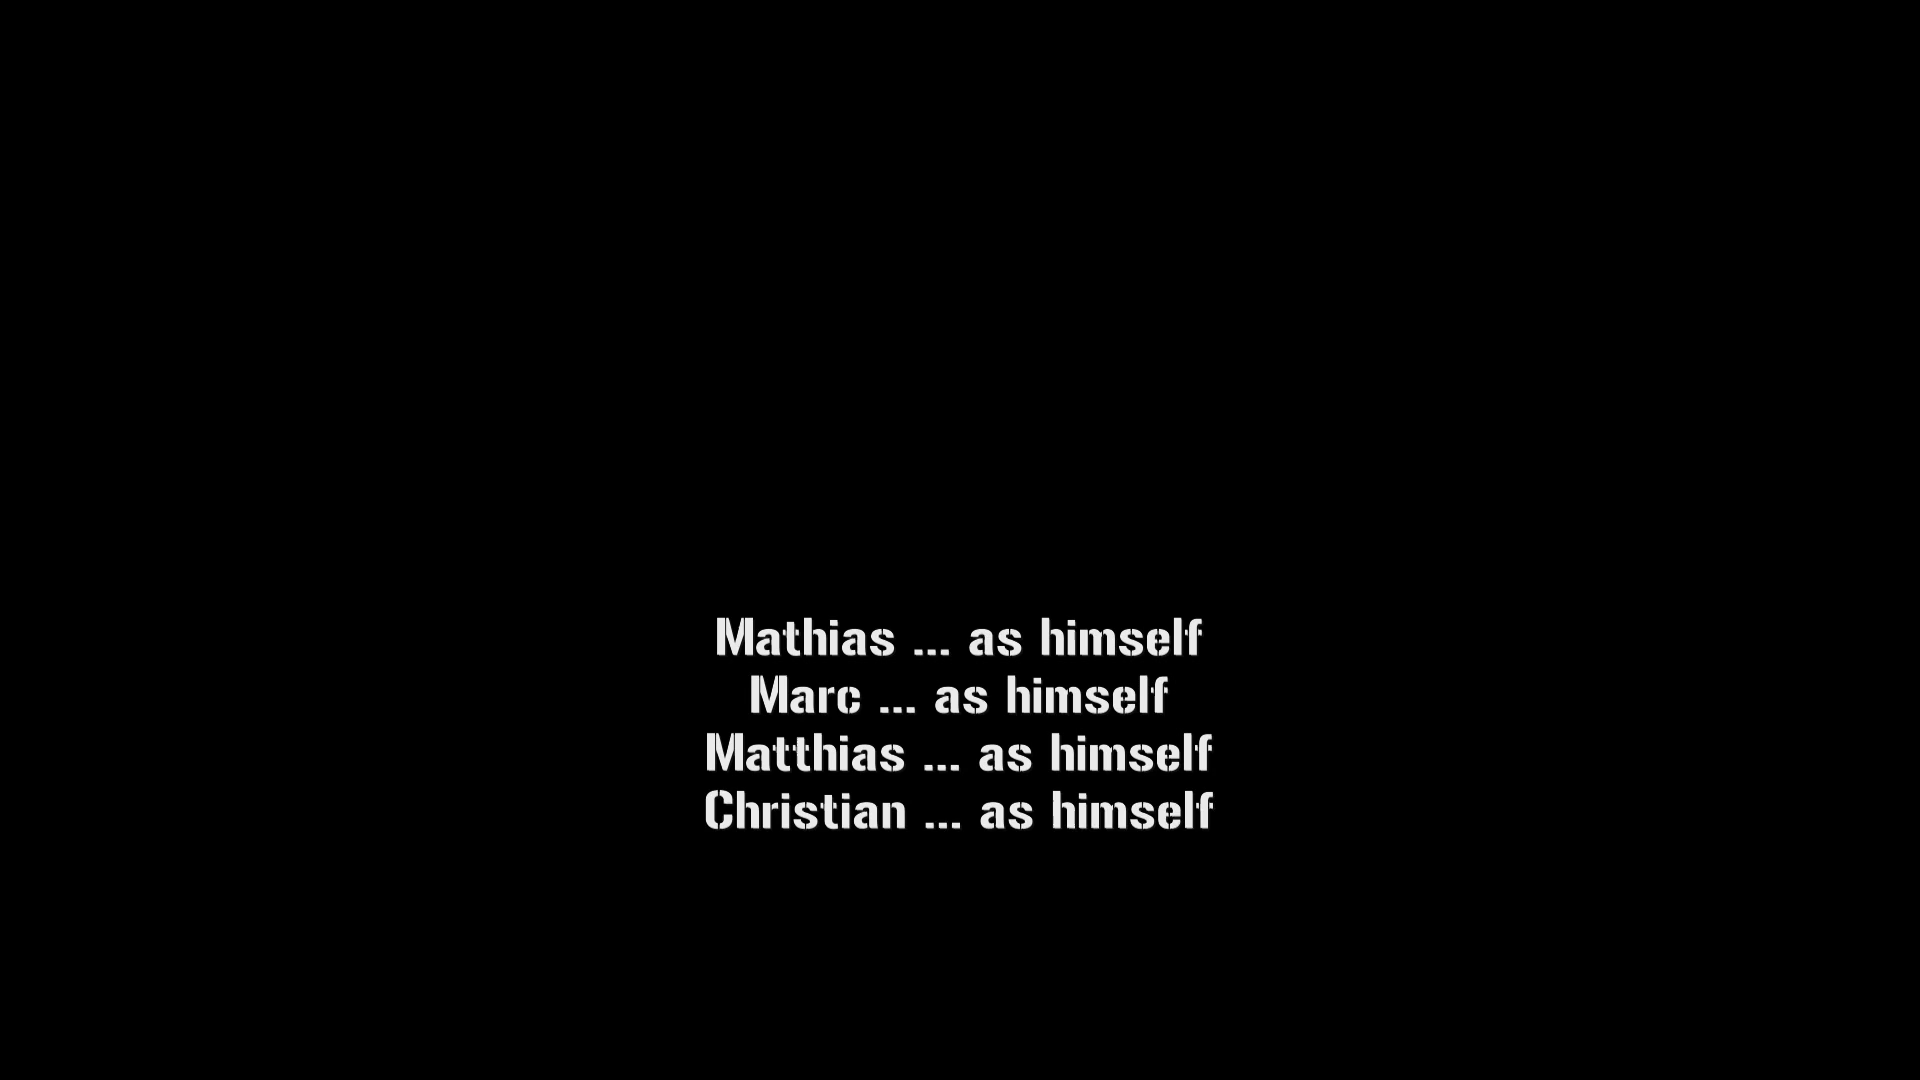 Mathias ... as himself
Marc ... as himself
Matthias ... as himself
Christian ... as himself